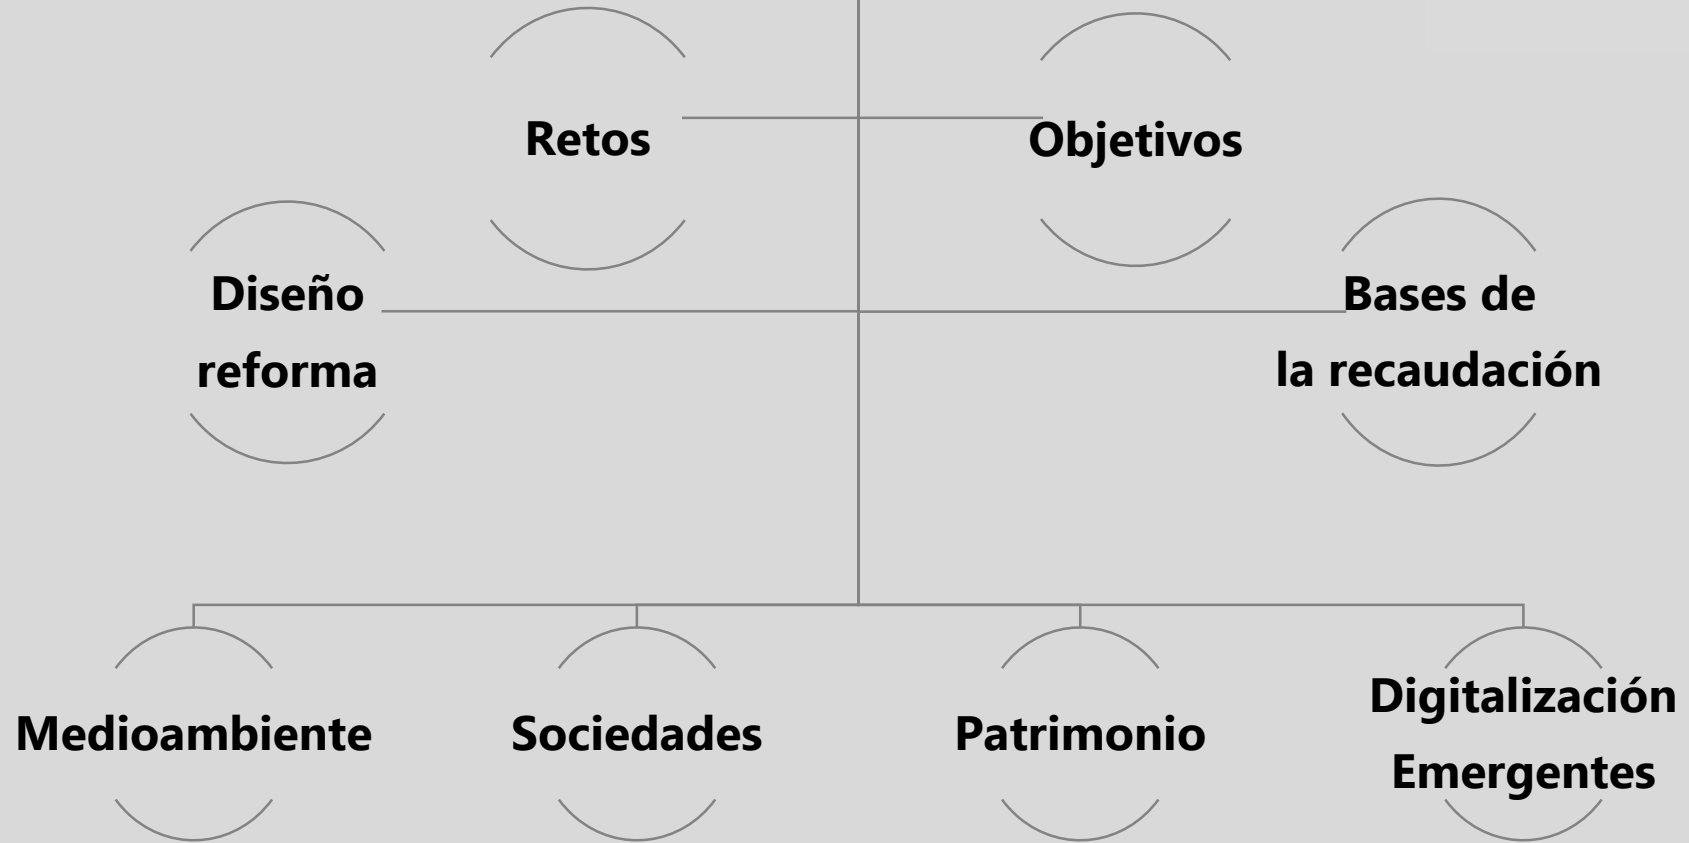 Retos
Objetivos
Diseño
reforma
Bases de
la recaudación
Medioambiente
Sociedades
Patrimonio
Digitalización
Emergentes